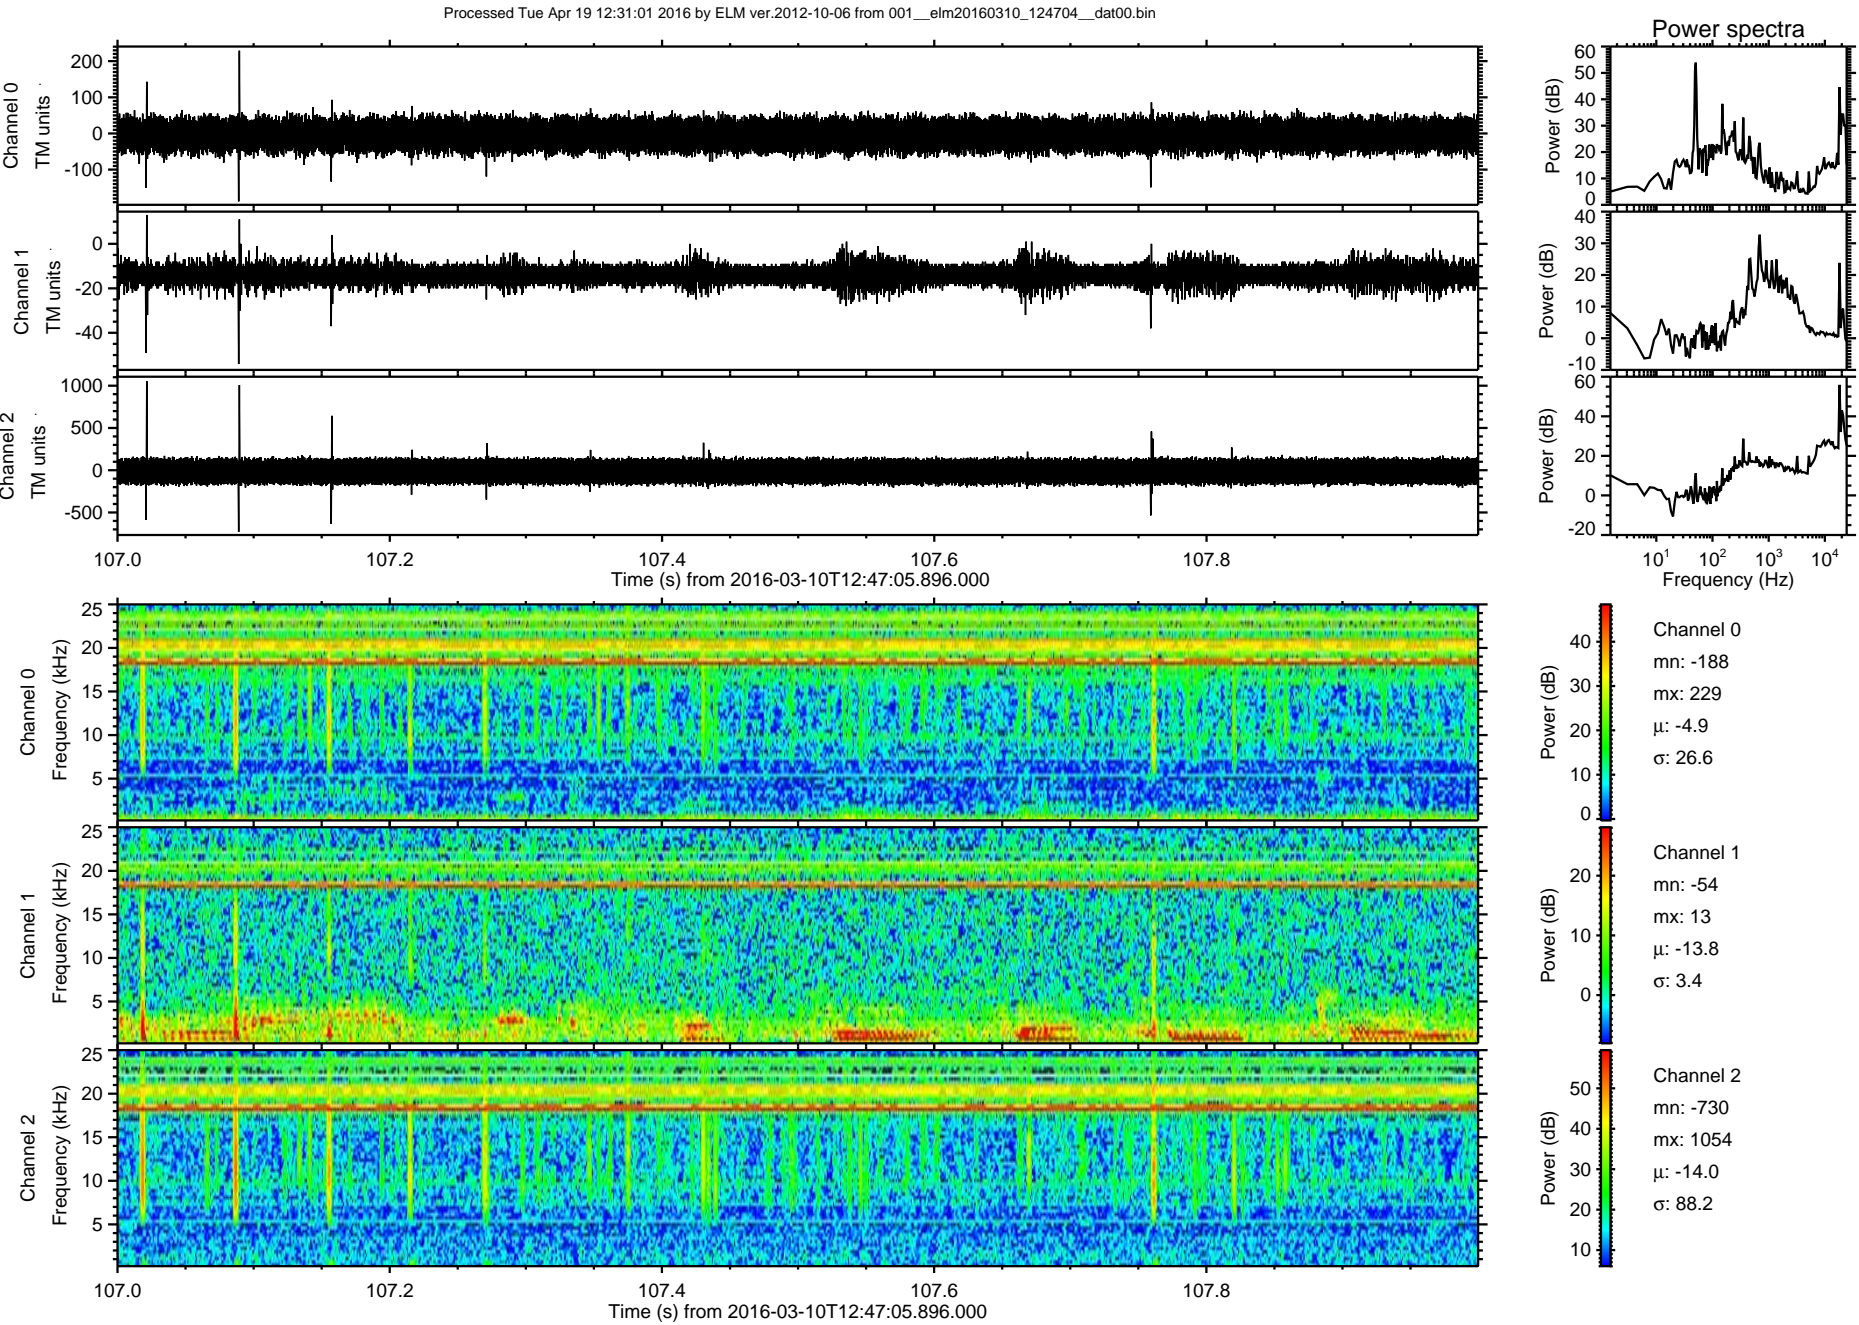 Processed Tue Apr 19 12:31:01 2016 by ELM ver.2012-10-06 from 001__elm20160310_124704__dat00.bin
Power spectra
Channel 0
TM units
200
100
0
-100
Power (dB)
60
50
40
30
20
10
0
Channel 1
TM units
0
-20
-40
Power (dB)
40
30
20
10
0
-10
Channel 2
TM units
1000
500
0
-500
Power (dB)
60
40
20
0
-20
107.0 107.2 107.4 107.6 107.8
Time (s) from 2016-03-10T12:47:05.896.000
10^1 10^2 10^3 10^4
Frequency (Hz)
Channel 0
Frequency (kHz)
25
20
15
10
5
Power (dB)
40
30
20
10
0
Channel 0
mn: -188
mx: 229
μ: -4.9
σ: 26.6
Channel 1
Frequency (kHz)
25
20
15
10
5
Power (dB)
20
10
0
Channel 1
mn: -54
mx: 13
μ: -13.8
σ: 3.4
Channel 2
Frequency (kHz)
25
20
15
10
5
Power (dB)
50
40
30
20
10
Channel 2
mn: -730
mx: 1054
μ: -14.0
σ: 88.2
107.0 107.2 107.4 107.6 107.8
Time (s) from 2016-03-10T12:47:05.896.000